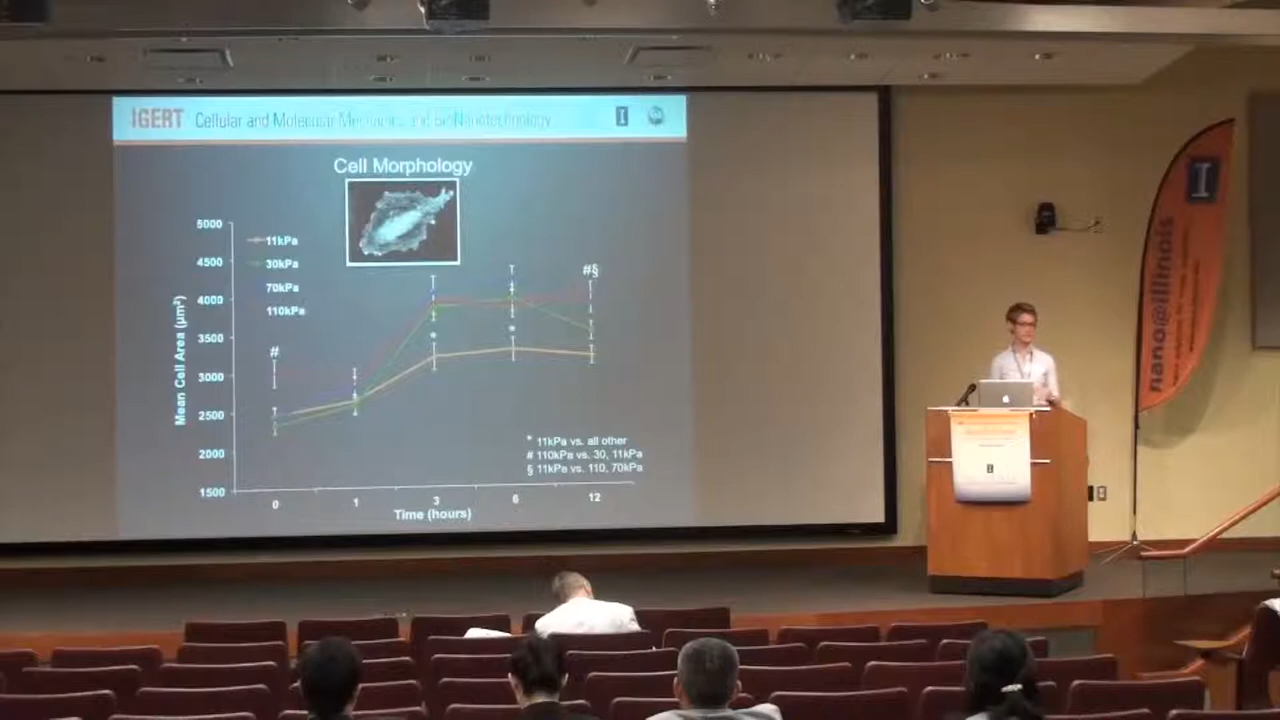 IGERT Cellular and Molecular Mechanics and BioNanotechnology
Cell Morphology
5000
4500
4000
3500
3000
2500
2000
1500
Mean Cell Area (µm²)
11kPa
30kPa
70kPa
110kPa
#
*
*
#§
* 11kPa vs. all other
# 110kPa vs. 30, 11kPa
§ 11kPa vs. 110, 70kPa
0 1 3 6 12
Time (hours)
I
nano@illinois
I